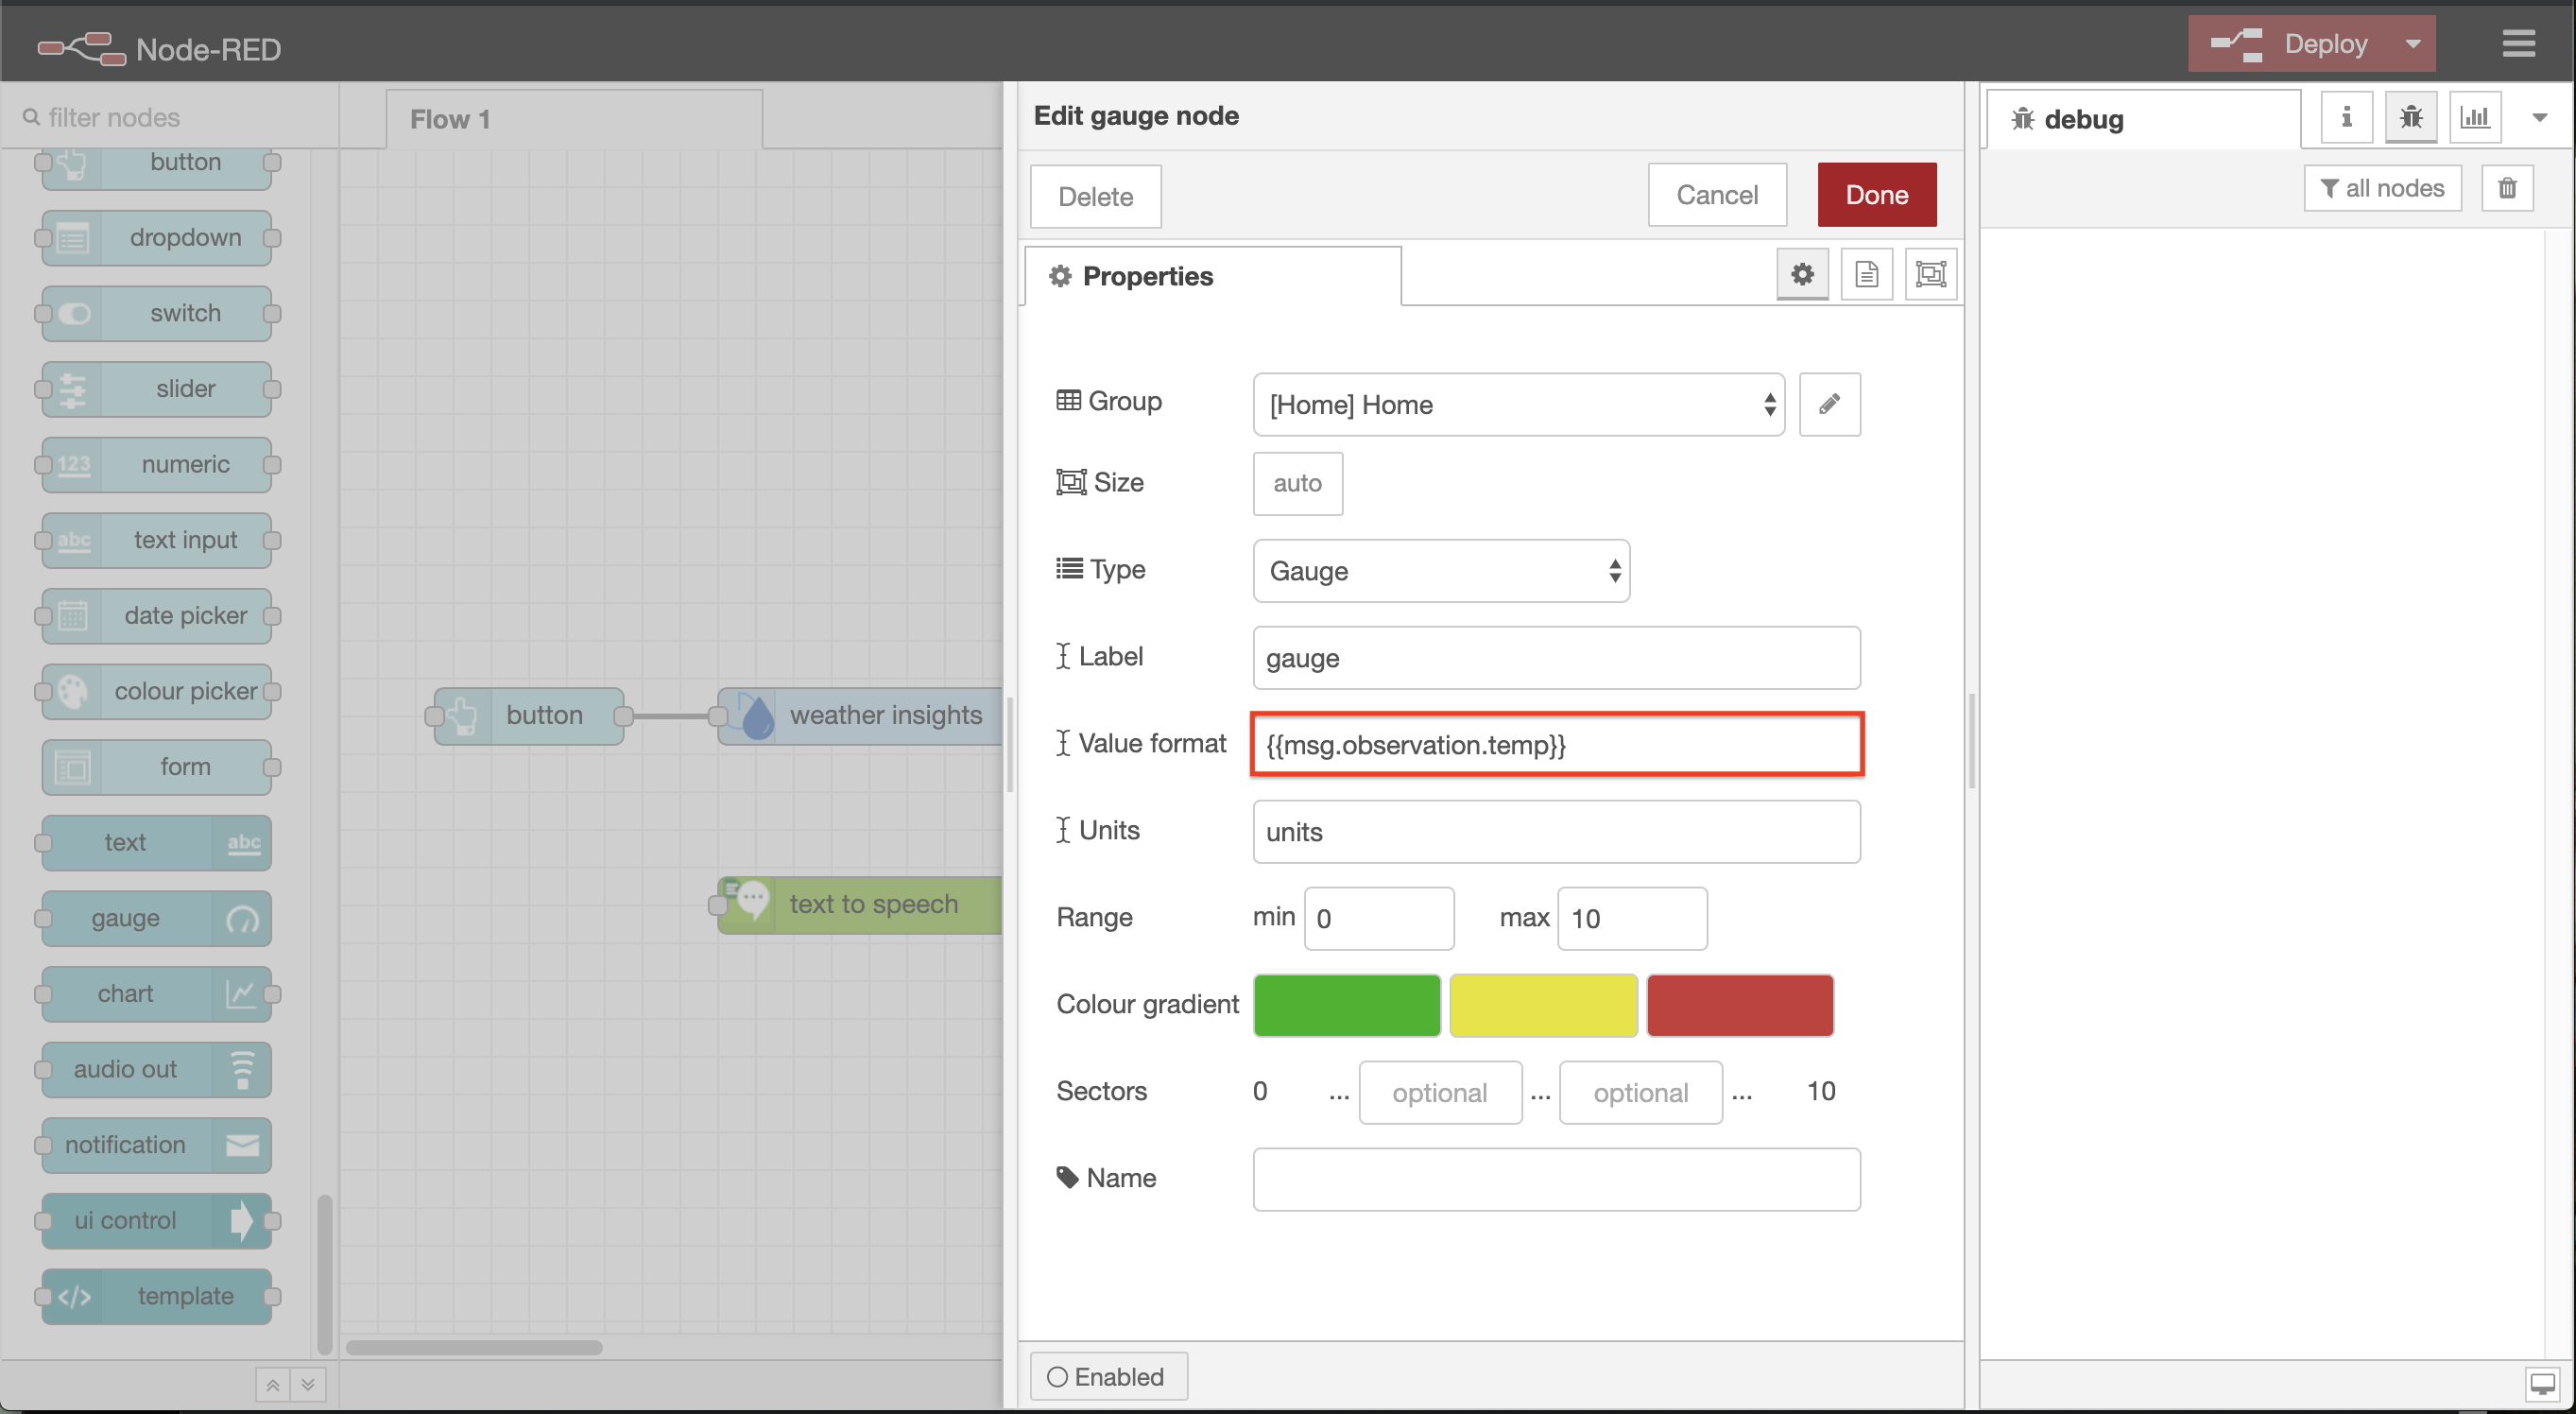 Node-RED
Deploy
filter nodes
button
dropdown
switch
slider
123 numeric
abc text input
date picker
colour picker
form
text abc
gauge
chart
audio out
notification
ui control
</> template
Flow 1
button
weather insights
text to speech
Edit gauge node
Delete
Cancel
Done
Properties
Group
[Home] Home
Size
auto
Type
Gauge
Label
gauge
Value format
{{msg.observation.temp}}
Units
units
Range
min 0
max 10
Colour gradient
Sectors
0 ... optional ... optional ... 10
Name
Enabled
debug
i
all nodes